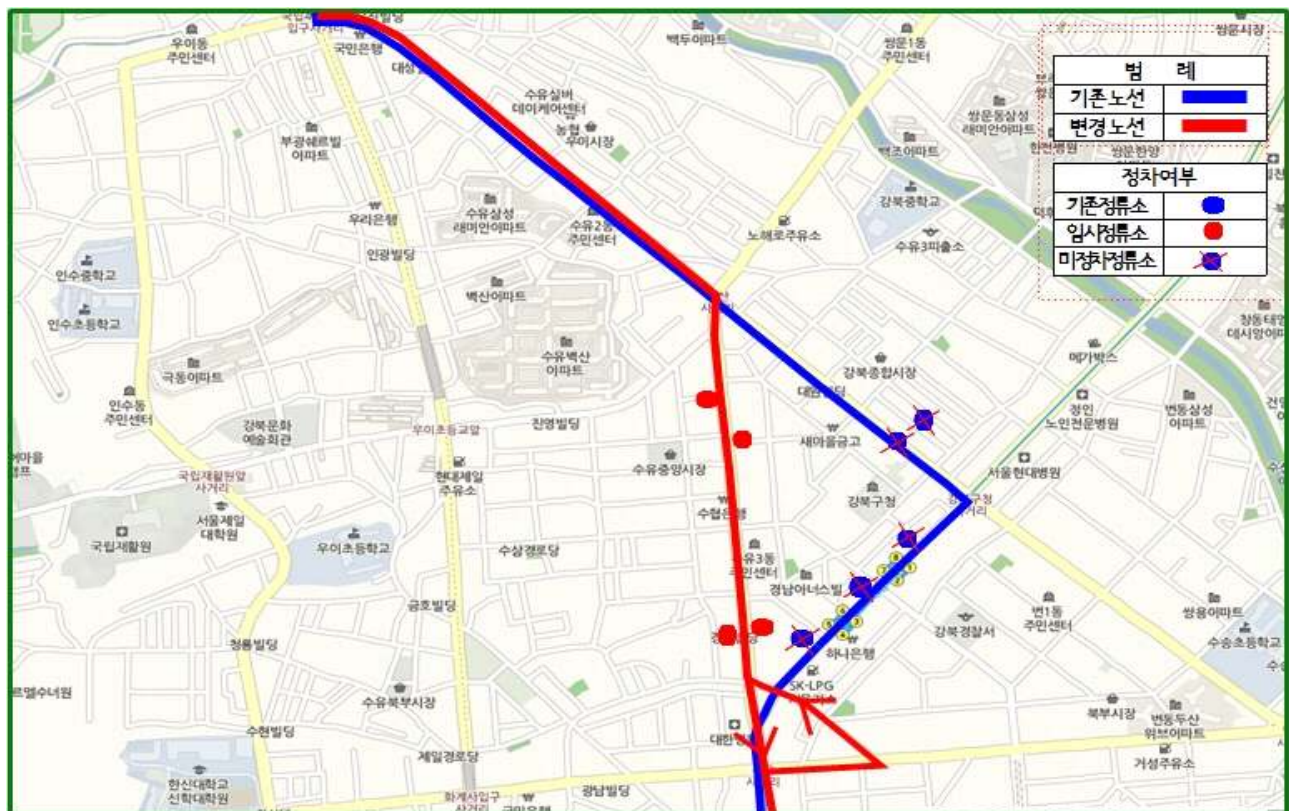 범 례
기존노선
변경노선
정차여부
기존정류소
임시정류소
미정차정류소
우이동
주민센터
국민은행
백두아파트
쌍문1동
주민센터
쌍문시장
수유실버
데이케어센터
농협
우이시장
부광쉐르빌
아파트
쌍문동삼성
래미안아파트
한전병원
쌍문한양
백조아파트
강북중학교
우리은행
수유삼성
래미안아파트
수유2동
주민센터
노해로주유소
수유3파출소
인수중학교
인광빌딩
벽산아파트
인수초등학교
창동태영
데시앙아파
수유벽산
아파트
메가박스
강북종합시장
극동아파트
인수동
주민센터
정인
노인전문병원
번동삼성
아파트
강북문화
예술회관
우이초등교앞
진영빌딩
새마을금고
국립재활원앞
사거리
현대제일
주유소
수유중앙시장
서울현대병원
강북구청
서울제일
대학원
수협은행
국립재활원
우이초등학교
수상경로당
수유3동
주민센터
경남아너스빌
금호빌딩
번1동
주민센터
쌍용아파트
강북경찰서
수송초등학교
청룡빌딩
하나은행
SK-LPG
르멜수녀원
수유북부시장
북부시장
번동두산
위브아파트
수현빌딩
제일경로당
거성주유소
한신대학교
신학대학원
화계사입구
사거리
광남빌딩
국민은행